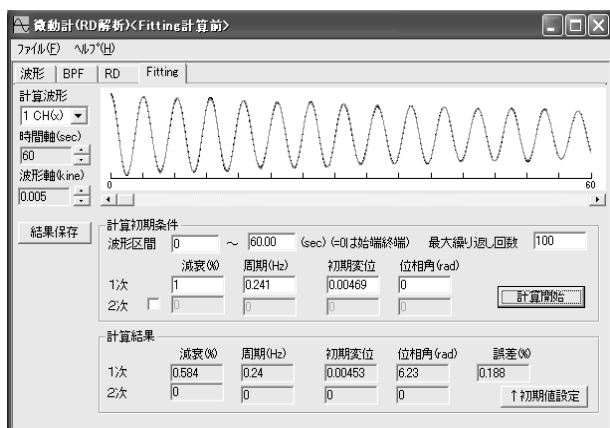 微動計(RD解析)<Fitting計算前>
ファイル(F) ヘルプ(H)
波形 BPF RD Fitting
計算波形
1 CH(x)
時間軸(sec)
60
波形軸(kine)
0.005
0 60
結果保存
計算初期条件
波形区間 0 ～ 60.00 (sec) (=0は始端終端) 最大繰り返し回数 100
減衰(%) 周期(Hz) 初期変位 位相角(rad)
1次 1 0.241 0.00469 0
2次 0 0 0 0
計算開始
計算結果
減衰(%) 周期(Hz) 初期変位 位相角(rad) 誤差(%)
1次 0.584 0.24 0.00453 6.23 0.188
2次 0 0 0 0
↑初期値設定